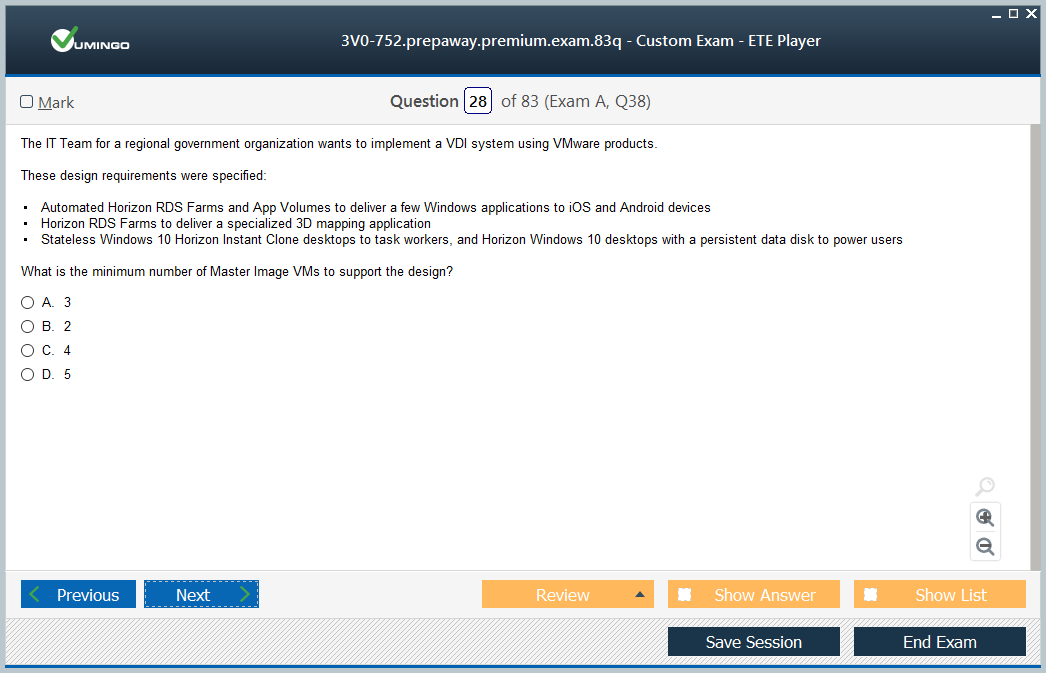 VUMINGO
3V0-752.prepaway.premium.exam.83q - Custom Exam - ETE Player
Mark
Question 28 of 83 (Exam A, Q38)
The IT Team for a regional government organization wants to implement a VDI system using VMware products.
These design requirements were specified:
• Automated Horizon RDS Farms and App Volumes to deliver a few Windows applications to iOS and Android devices
• Horizon RDS Farms to deliver a specialized 3D mapping application
• Stateless Windows 10 Horizon Instant Clone desktops to task workers, and Horizon Windows 10 desktops with a persistent data disk to power users
What is the minimum number of Master Image VMs to support the design?
A. 3
B. 2
C. 4
D. 5
Previous
Next
Review
Show Answer
Show List
Save Session
End Exam